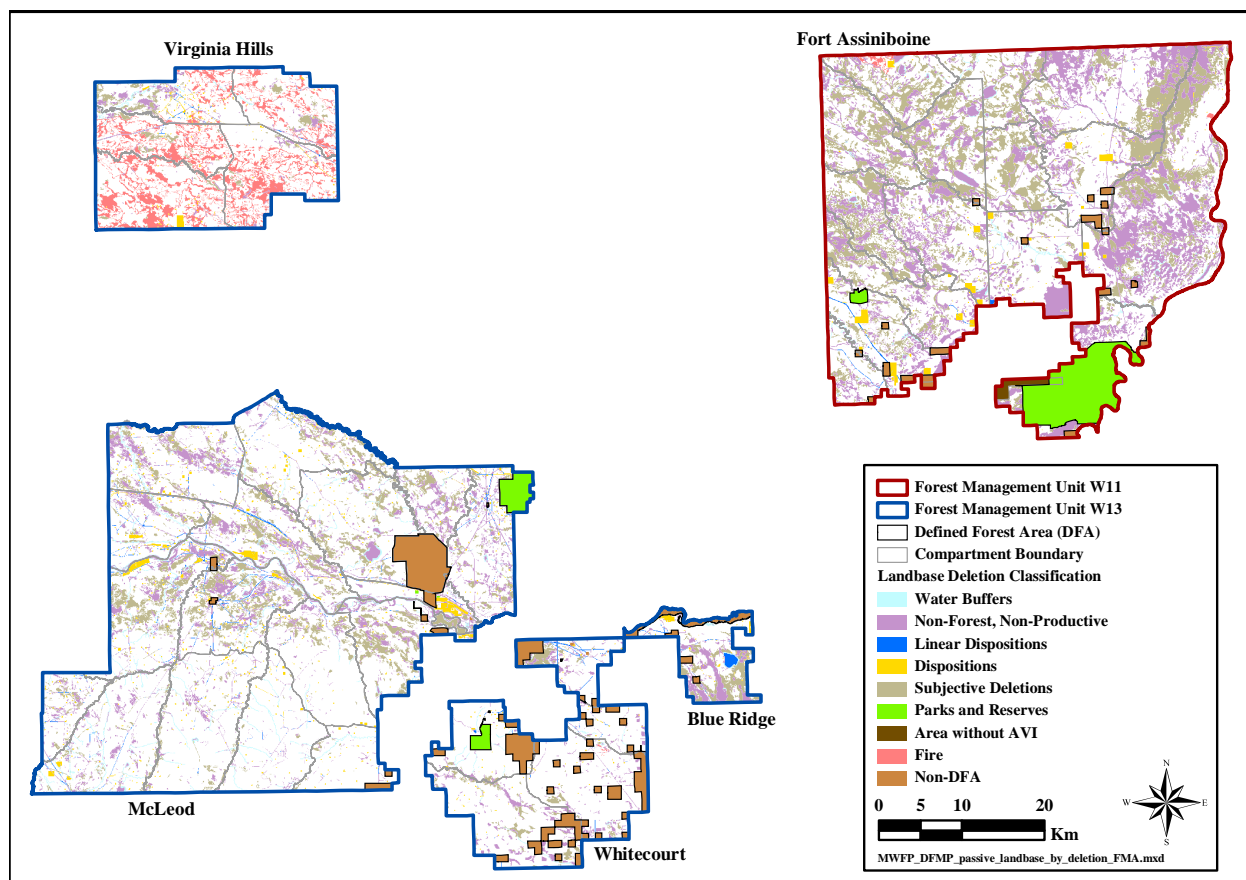 Virginia Hills
Fort Assiniboine
McLeod
Whitecourt
Blue Ridge
Forest Management Unit W11
Forest Management Unit W13
Defined Forest Area (DFA)
Compartment Boundary
Landbase Deletion Classification
Water Buffers
Non-Forest, Non-Productive
Linear Dispositions
Dispositions
Subjective Deletions
Parks and Reserves
Area without AVI
Fire
Non-DFA
0 5 10 20
Km
N
W E
S
MWFP_DFMP_passive_landbase_by_deletion_FMA.mxd